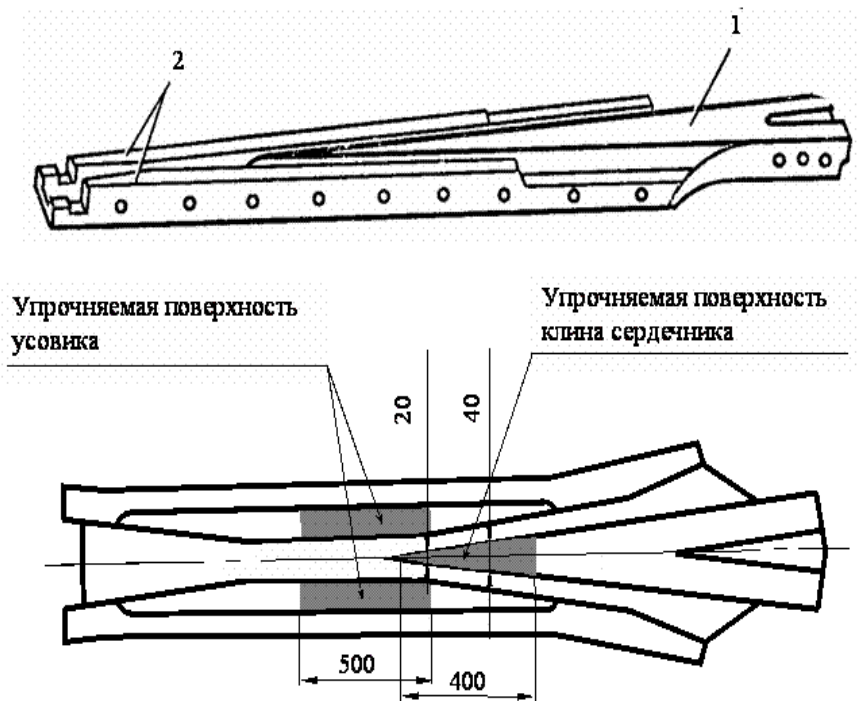 1
2
Упрочняемая поверхность
усовика
Упрочняемая поверхность
клина сердечника
20
40
500
400